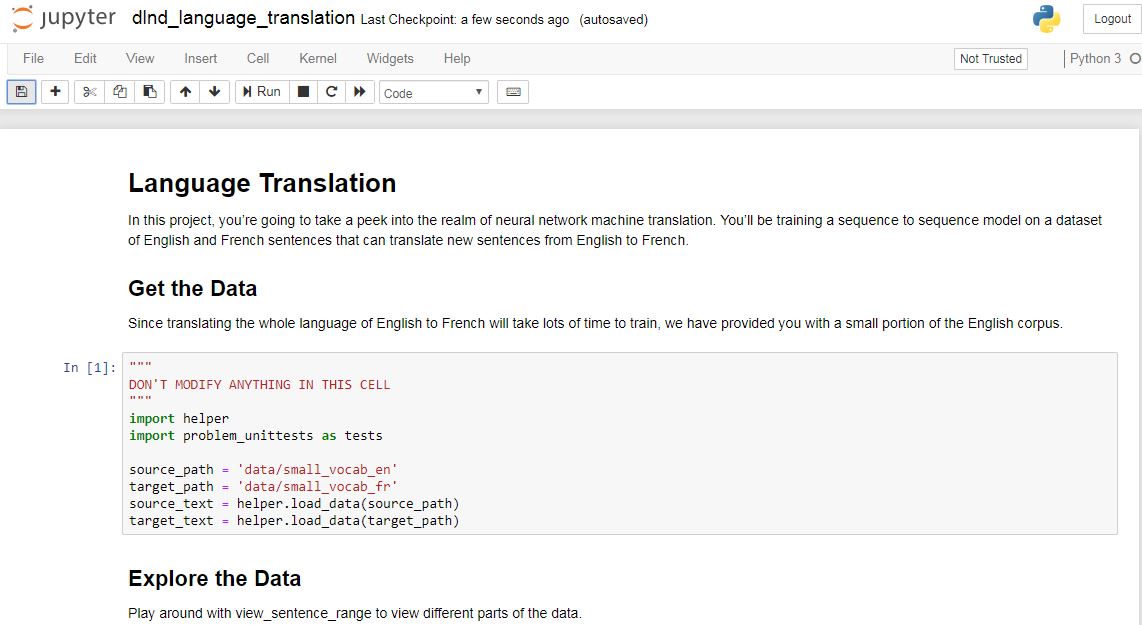 jupyter dlnd_language_translation Last Checkpoint: a few seconds ago (autosaved) Logout
File Edit View Insert Cell Kernel Widgets Help Not Trusted Python 3
Run Code
Language Translation
In this project, you’re going to take a peek into the realm of neural network machine translation. You’ll be training a sequence to sequence model on a dataset
of English and French sentences that can translate new sentences from English to French.
Get the Data
Since translating the whole language of English to French will take lots of time to train, we have provided you with a small portion of the English corpus.
In [1]: """
DON'T MODIFY ANYTHING IN THIS CELL
"""
import helper
import problem_unittests as tests
source_path = 'data/small_vocab_en'
target_path = 'data/small_vocab_fr'
source_text = helper.load_data(source_path)
target_text = helper.load_data(target_path)
Explore the Data
Play around with view_sentence_range to view different parts of the data.